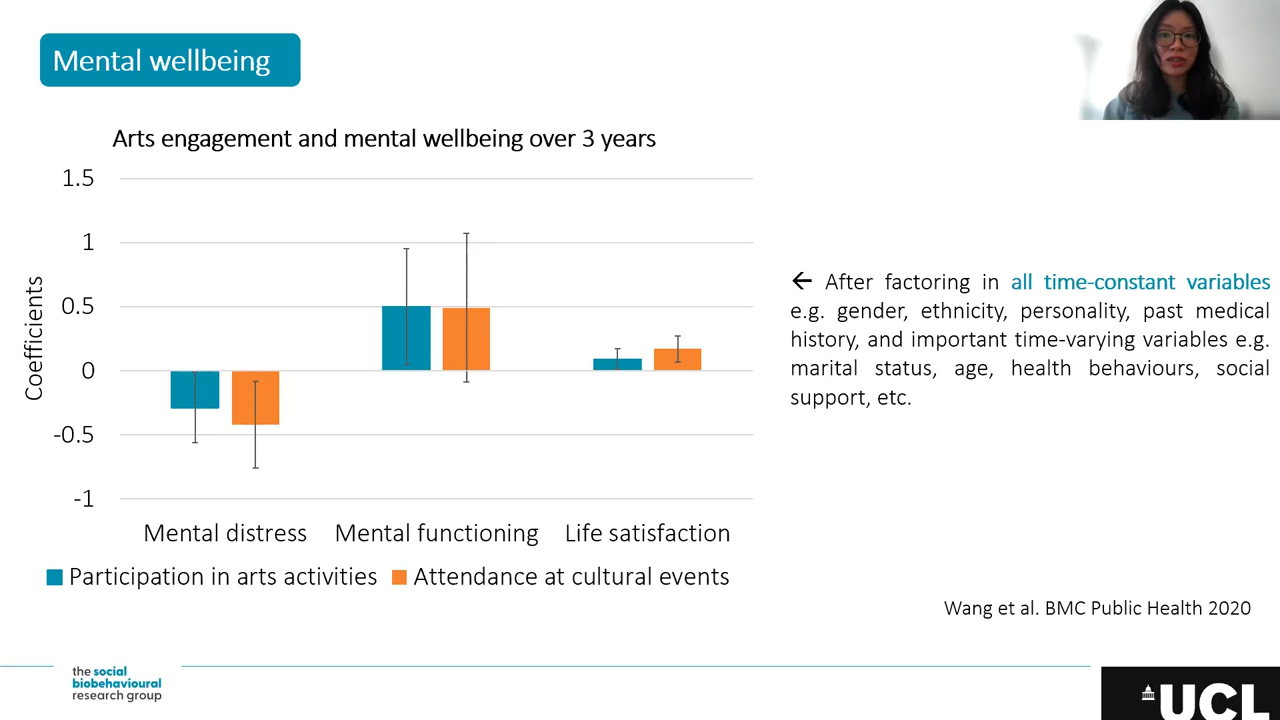 Mental wellbeing
Arts engagement and mental wellbeing over 3 years
1.5
1
0.5
0
-0.5
-1
Coefficients
Mental distress Mental functioning Life satisfaction
Participation in arts activities Attendance at cultural events
← After factoring in all time-constant variables
e.g. gender, ethnicity, personality, past medical
history, and important time-varying variables e.g.
marital status, age, health behaviours, social
support, etc.
Wang et al. BMC Public Health 2020
the social
biobehavioural
research group
UCL